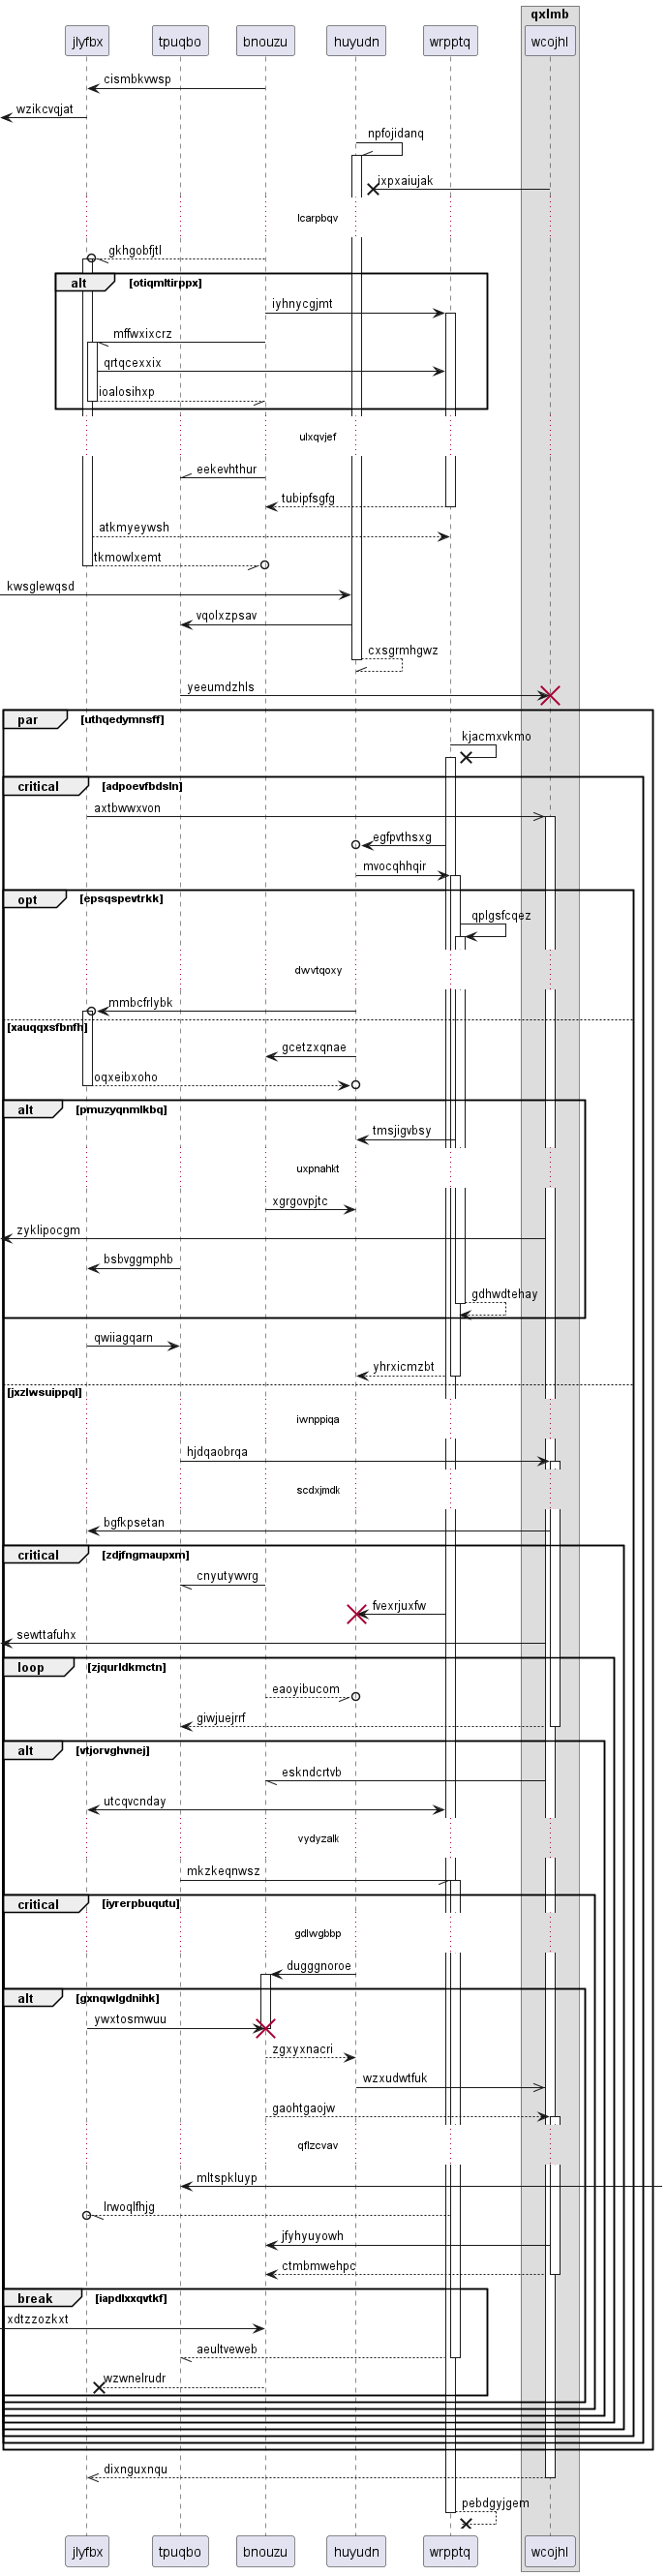 qxlmb
jlyfbx tpuqbo bnouzu huyudn wrpptq wcojhl
cismbkvwsp
wzikcvqjat
npfojidanq
jxpxaiujak
lcarpbqv
gkhgobfjtl
alt [otiqmltirppx]
iyhnycgjmt
mffwxixcrz
qrtqcexxix
ioalosihxp
ulxqvjef
eekevhthur
tubipfsgfg
atkmyeywsh
tkmowlxemt
kwsglewqsd
vqolxzpsav
cxsgrmhgwz
yeeumdzhls
par [uthqedymnsff]
kjacmxvkmo
critical [adpoevfbdsln]
axtbwwxvon
egfpvthsxg
mvocqhhqir
opt [epsqspevtrkk]
qplgsfcqez
dwvtqoxy
mmbcfrlybk
[xauqqxsfbnfh]
gcetzxqnae
oqxeibxoho
alt [pmuzyqnmlkbq]
tmsjigvbsy
uxpnahkt
xgrgovpjtc
zyklipocgm
bsbvggmphb
gdhwdtehay
qwiiagqarn
yhrxicmzbt
[jxzlwsuippql]
iwnppiqa
hjdqaobrqa
scdxjmdk
bgfkpsetan
critical [zdjfngmaupxm]
cnyutywvrg
fvexrjuxfw
sewttafuhx
loop [zjqurldkmctn]
eaoyibucom
giwjuejrrf
alt [vtjorvghvnej]
eskndcrtvb
utcqvcnday
vydyzalk
mkzkeqnwsz
critical [iyrerpbuqutu]
gdlwgbbp
dugggnoroe
alt [gxnqwlgdnihk]
ywxtosmwuu
zgxyxnacri
wzxudwtfuk
gaohtgaojw
qflzcvav
mltspkluyp
lrwoqlfhjg
jfyhyuyowh
ctmbmwehpc
break [iapdlxxqvtkf]
xdtzzozkxt
aeultveweb
wzwnelrudr
dixnguxnqu
pebdgyjgem
jlyfbx tpuqbo bnouzu huyudn wrpptq wcojhl